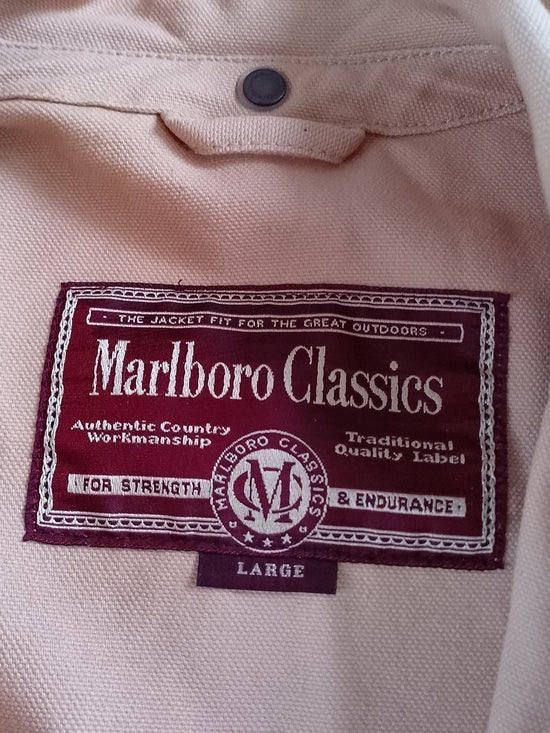 · THE JACKET FIT FOR THE GREAT OUTDOORS ·
Marlboro Classics
Authentic Country
Workmanship
Traditional
Quality Label
· FOR STRENGTH
MARLBORO CLASSICS
MC
& ENDURANCE ·
LARGE